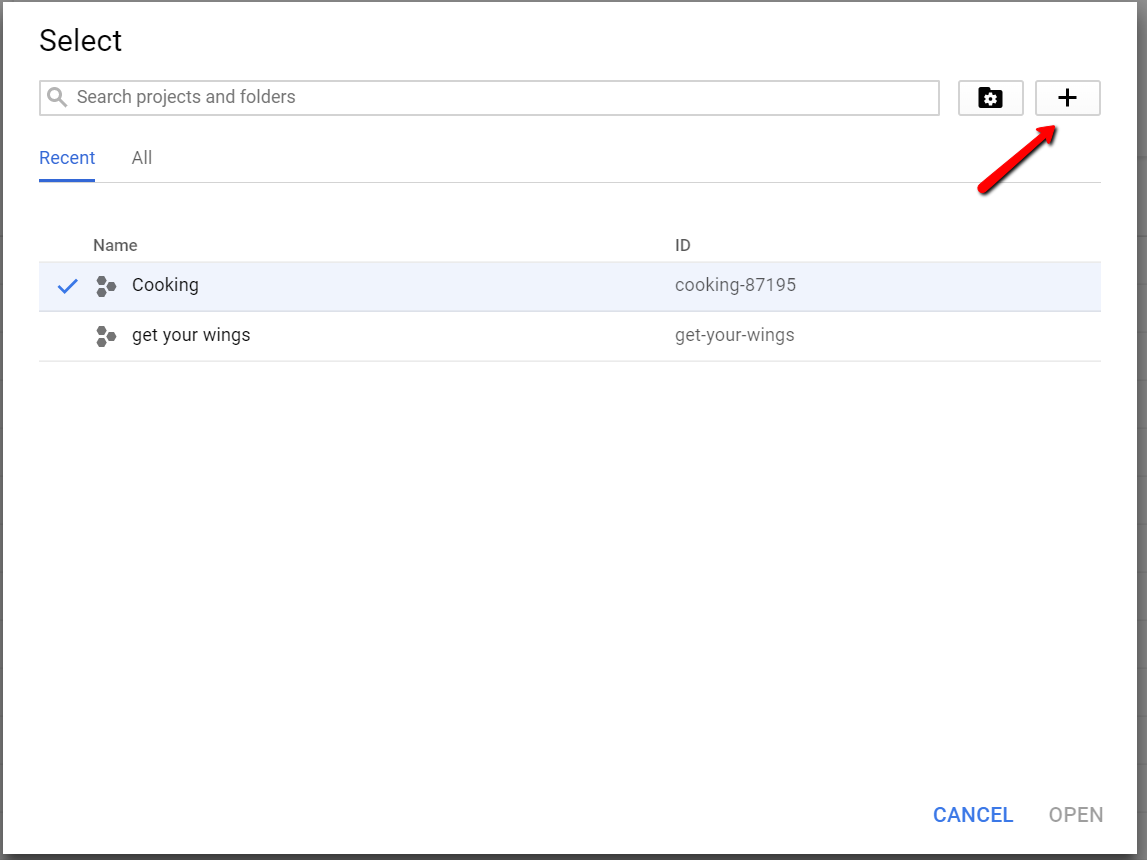 Select
Search projects and folders
Recent All
Name ID
Cooking cooking-87195
get your wings get-your-wings
CANCEL OPEN